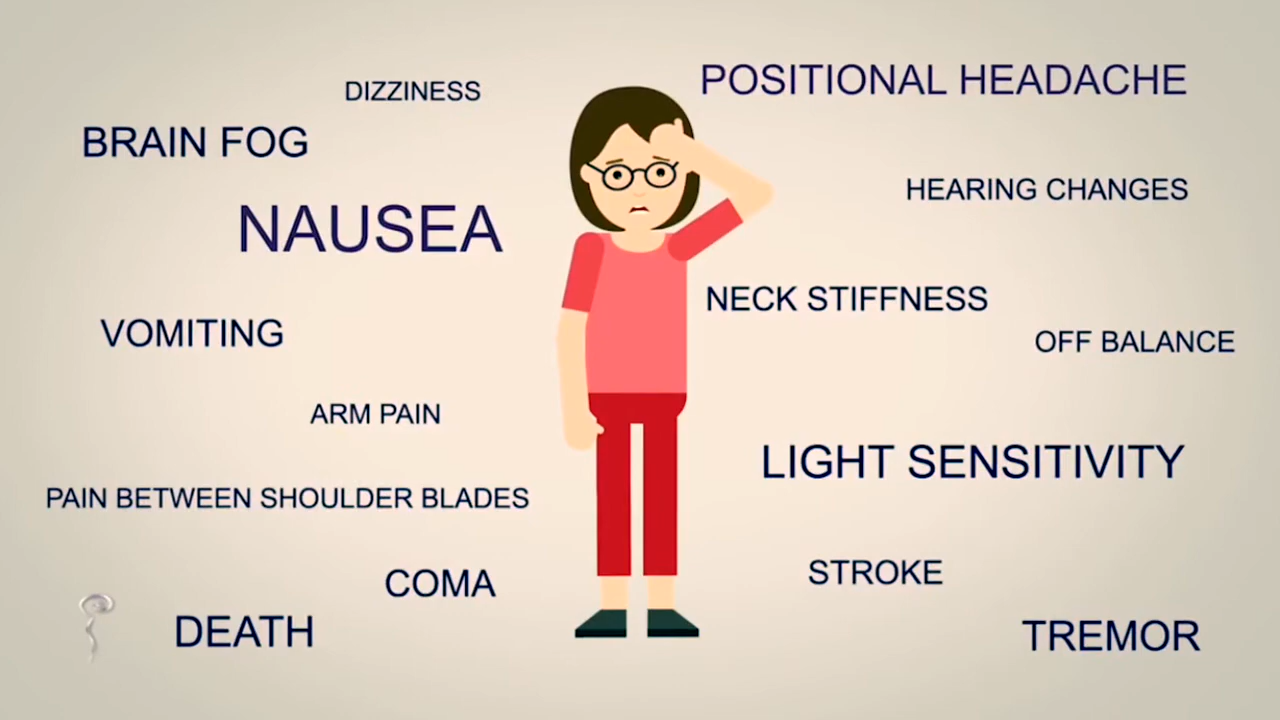 POSITIONAL HEADACHE
DIZZINESS
BRAIN FOG
HEARING CHANGES
NAUSEA
NECK STIFFNESS
VOMITING
OFF BALANCE
ARM PAIN
LIGHT SENSITIVITY
PAIN BETWEEN SHOULDER BLADES
STROKE
COMA
DEATH
TREMOR